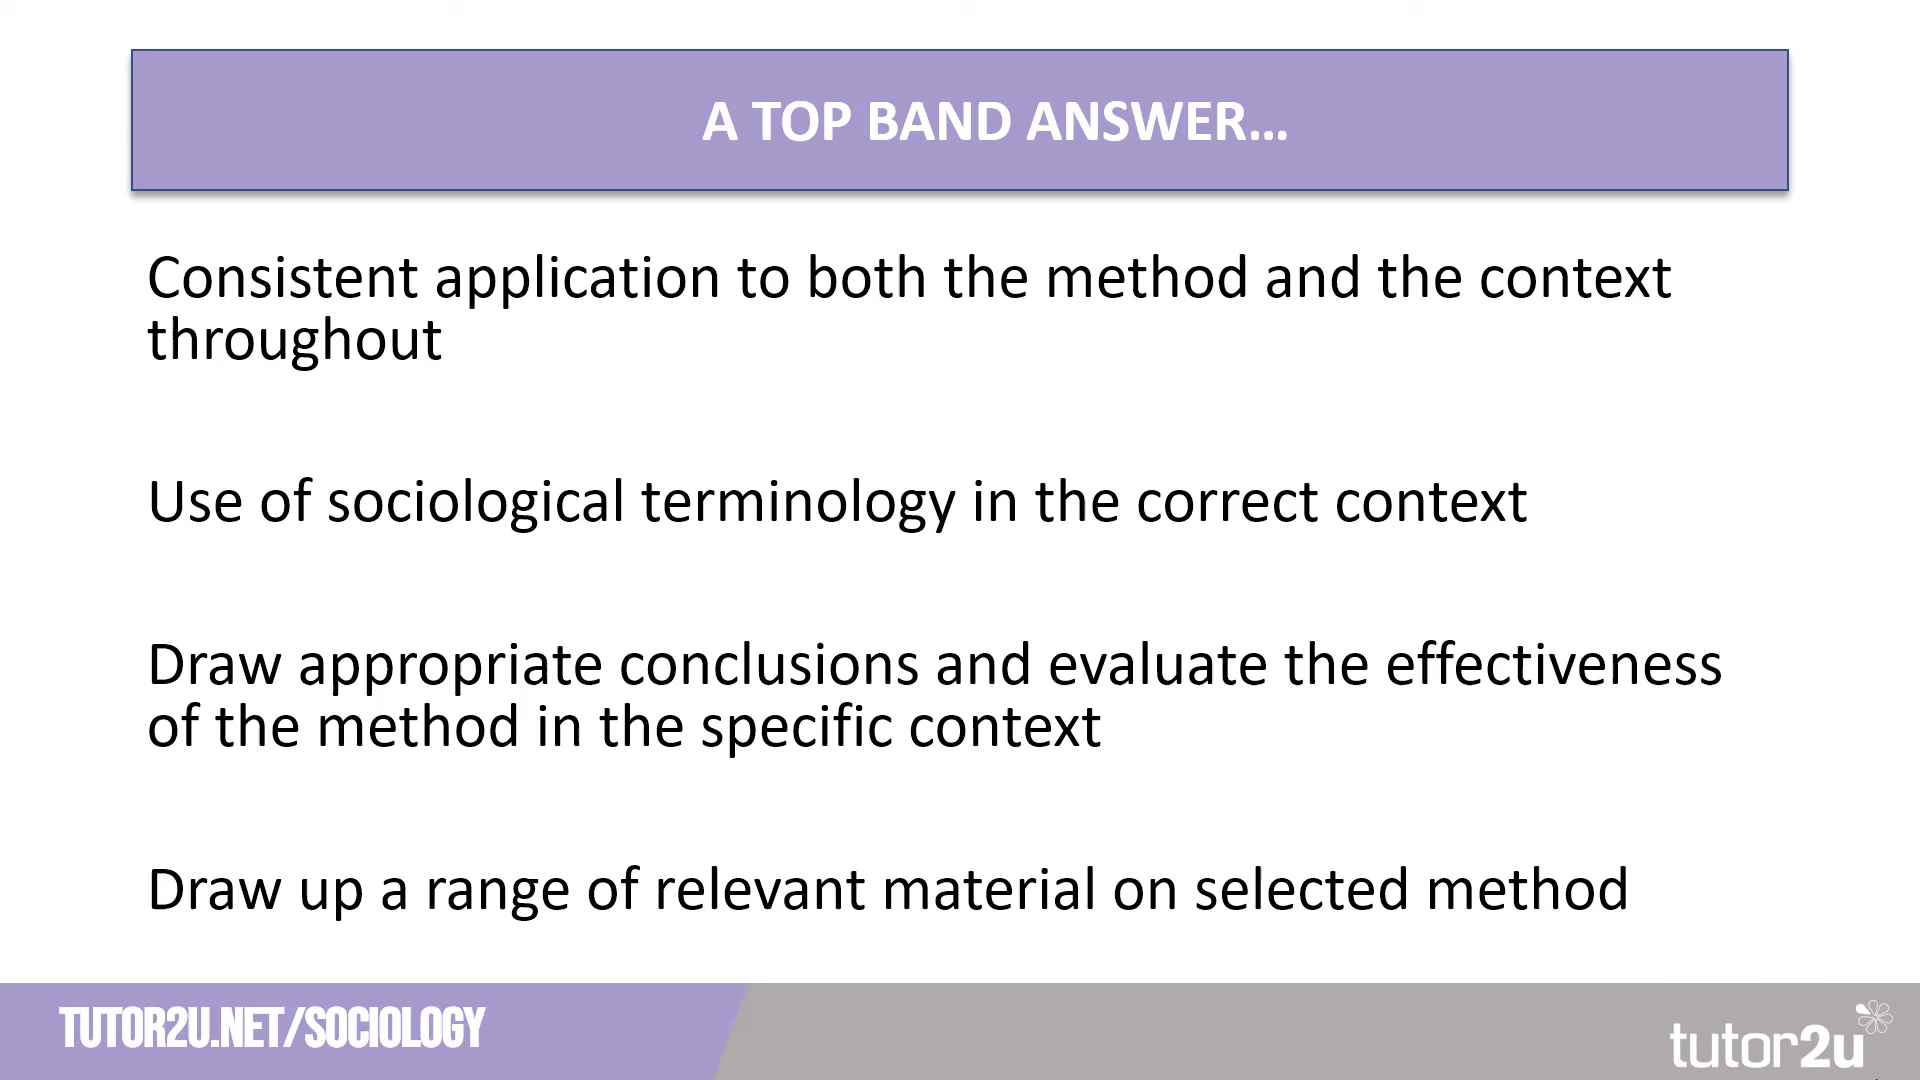 A TOP BAND ANSWER...
Consistent application to both the method and the context
throughout
Use of sociological terminology in the correct context
Draw appropriate conclusions and evaluate the effectiveness
of the method in the specific context
Draw up a range of relevant material on selected method
TUTOR2U.NET/SOCIOLOGY
tutor2u